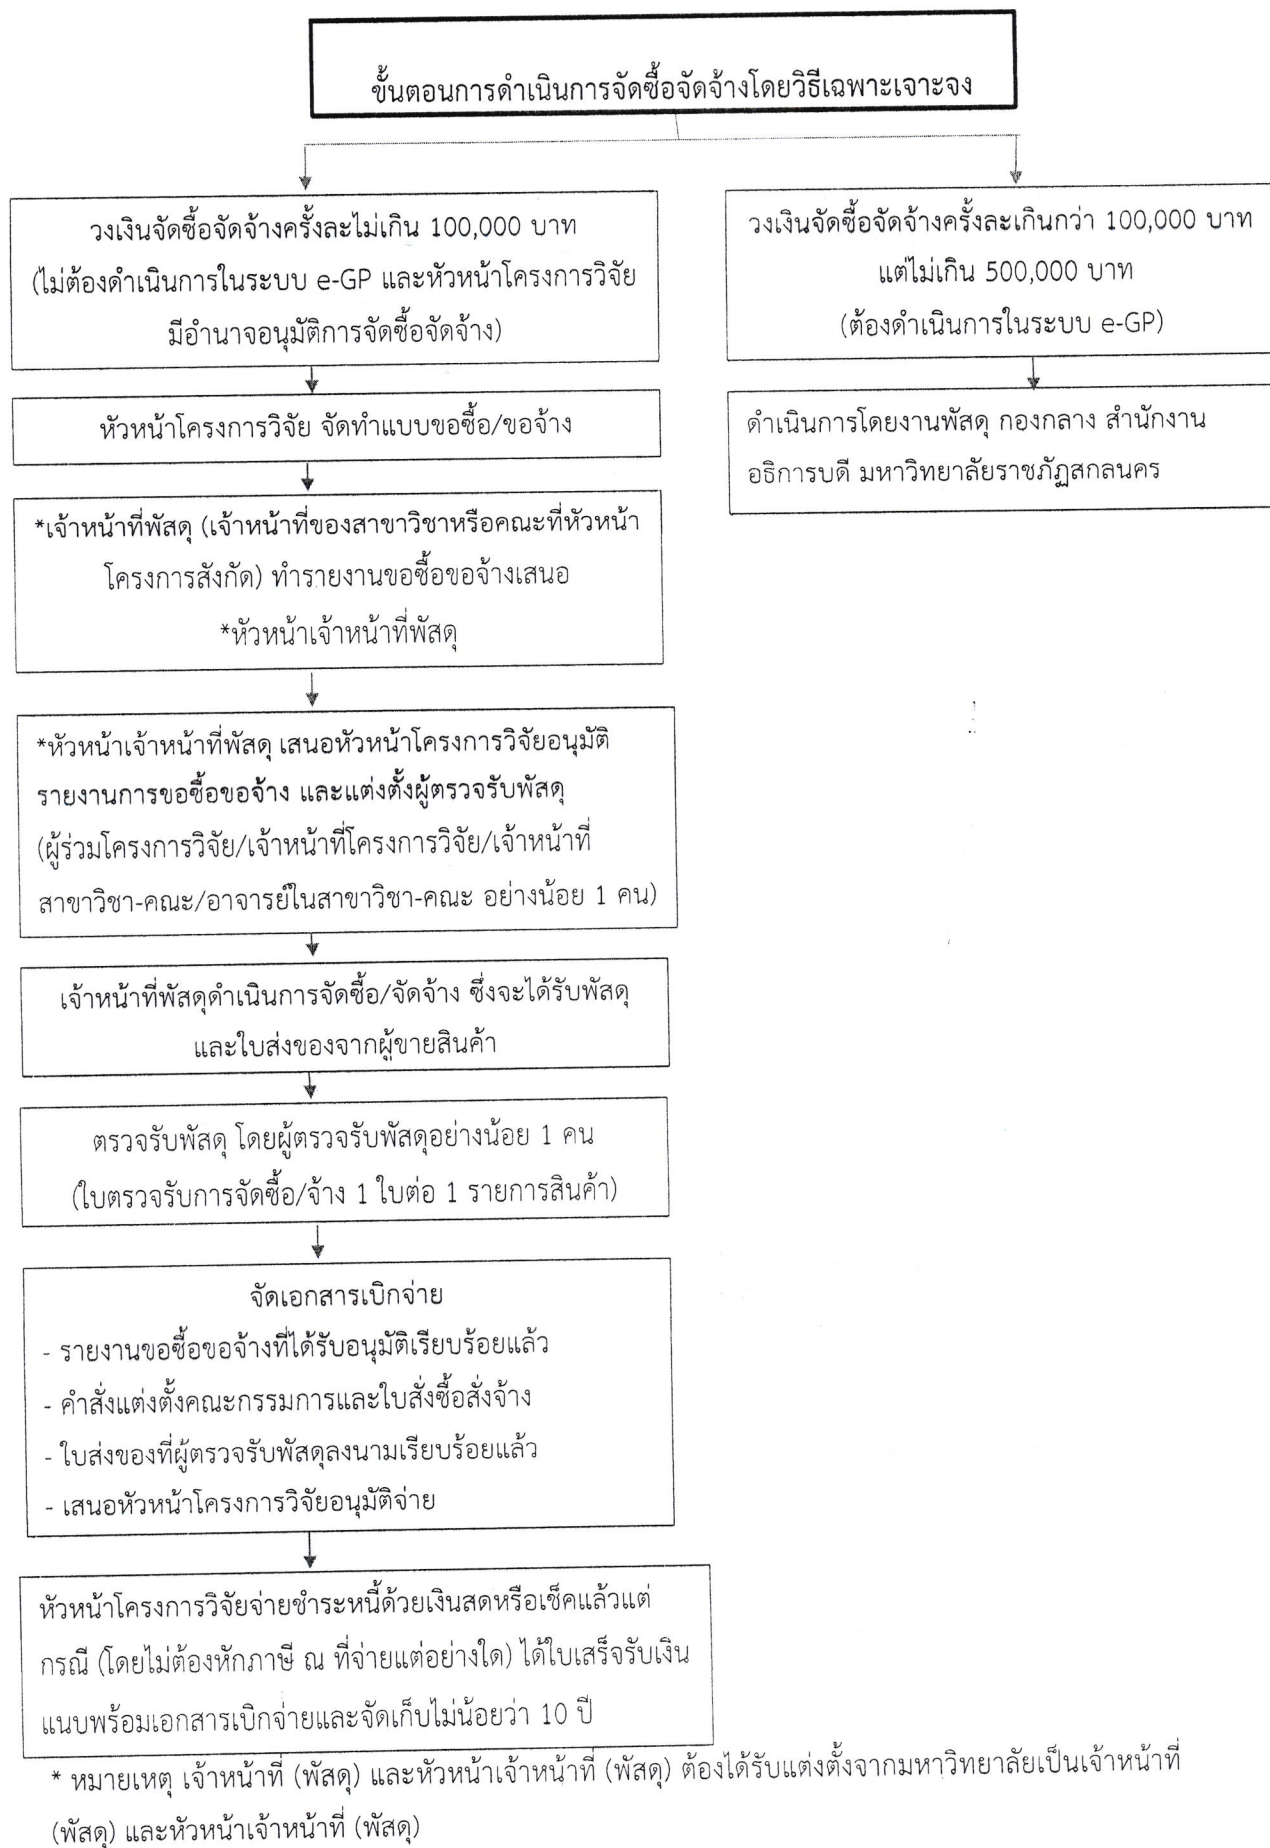 ขั้นตอนการดำเนินการจัดซื้อจัดจ้างโดยวิธีเฉพาะเจาะจง
วงเงินจัดซื้อจัดจ้างครั้งละไม่เกิน 100,000 บาท
(ไม่ต้องดำเนินการในระบบ e-GP และหัวหน้าโครงการวิจัย
มีอำนาจอนุมัติการจัดซื้อจัดจ้าง)
วงเงินจัดซื้อจัดจ้างครั้งละเกินกว่า 100,000 บาท
แต่ไม่เกิน 500,000 บาท
(ต้องดำเนินการในระบบ e-GP)
หัวหน้าโครงการวิจัย จัดทำแบบขอซื้อ/ขอจ้าง
ดำเนินการโดยงานพัสดุ กองกลาง สำนักงาน
อธิการบดี มหาวิทยาลัยราชภัฏสกลนคร
*เจ้าหน้าที่พัสดุ (เจ้าหน้าที่ของสาขาวิชาหรือคณะที่หัวหน้า
โครงการสังกัด) ทำรายงานขอซื้อขอจ้างเสนอ
*หัวหน้าเจ้าหน้าที่พัสดุ
*หัวหน้าเจ้าหน้าที่พัสดุ เสนอหัวหน้าโครงการวิจัยอนุมัติ
รายงานการขอซื้อขอจ้าง และแต่งตั้งผู้ตรวจรับพัสดุ
(ผู้ร่วมโครงการวิจัย/เจ้าหน้าที่โครงการวิจัย/เจ้าหน้าที่
สาขาวิชา-คณะ/อาจารย์ในสาขาวิชา-คณะ อย่างน้อย 1 คน)
เจ้าหน้าที่พัสดุดำเนินการจัดซื้อ/จัดจ้าง ซึ่งจะได้รับพัสดุ
และใบส่งของจากผู้ขายสินค้า
ตรวจรับพัสดุ โดยผู้ตรวจรับพัสดุอย่างน้อย 1 คน
(ใบตรวจรับการจัดซื้อ/จ้าง 1 ใบต่อ 1 รายการสินค้า)
จัดเอกสารเบิกจ่าย
- รายงานขอซื้อขอจ้างที่ได้รับอนุมัติเรียบร้อยแล้ว
- คำสั่งแต่งตั้งคณะกรรมการและใบสั่งซื้อสั่งจ้าง
- ใบส่งของที่ผู้ตรวจรับพัสดุลงนามเรียบร้อยแล้ว
- เสนอหัวหน้าโครงการวิจัยอนุมัติจ่าย
หัวหน้าโครงการวิจัยจ่ายชำระหนี้ด้วยเงินสดหรือเช็คแล้วแต่
กรณี (โดยไม่ต้องหักภาษี ณ ที่จ่ายแต่อย่างใด) ได้ใบเสร็จรับเงิน
แนบพร้อมเอกสารเบิกจ่ายและจัดเก็บไม่น้อยว่า 10 ปี
* หมายเหตุ เจ้าหน้าที่ (พัสดุ) และหัวหน้าเจ้าหน้าที่ (พัสดุ) ต้องได้รับแต่งตั้งจากมหาวิทยาลัยเป็นเจ้าหน้าที่
(พัสดุ) และหัวหน้าเจ้าหน้าที่ (พัสดุ)